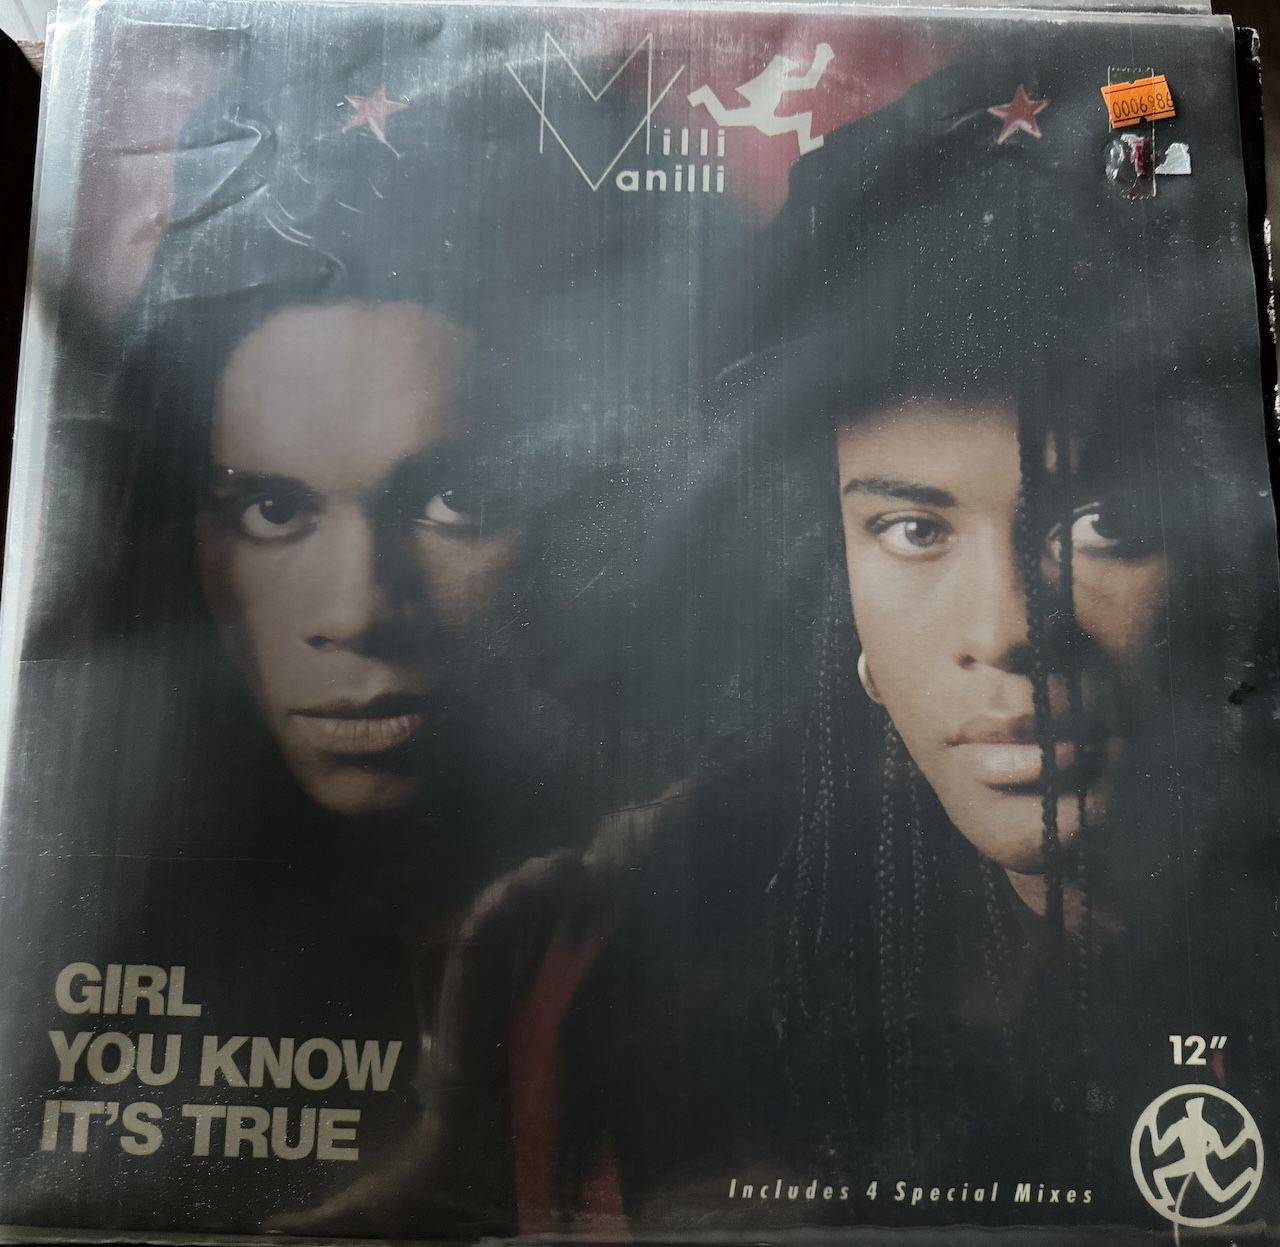 Milli
Vanilli
0006986
GIRL
YOU KNOW
IT'S TRUE
12"
Includes 4 Special Mixes